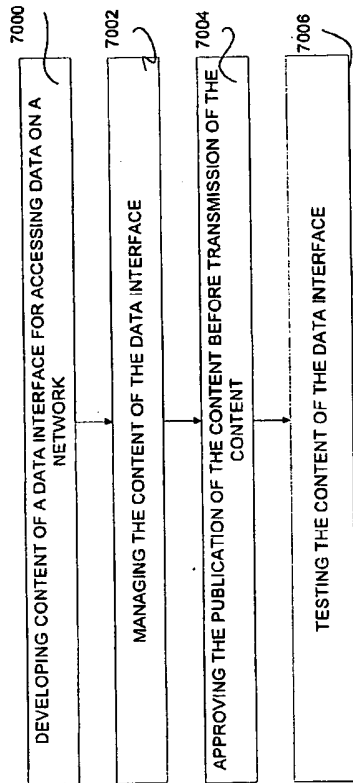 7000
DEVELOPING CONTENT OF A DATA INTERFACE FOR ACCESSING DATA ON A
NETWORK
7002
MANAGING THE CONTENT OF THE DATA INTERFACE
7004
APPROVING THE PUBLICATION OF THE CONTENT BEFORE TRANSMISSION OF THE
CONTENT
7006
TESTING THE CONTENT OF THE DATA INTERFACE